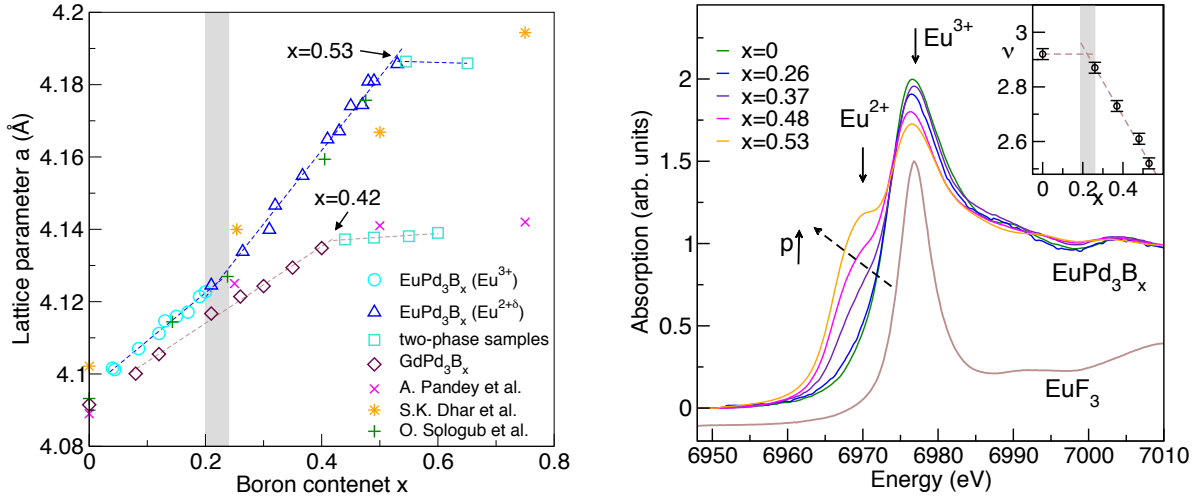 4.2
4.18
4.16
4.14
4.12
4.1
4.08
Lattice parameter a (Å)
x=0.53
x=0.42
EuPd3Bx (Eu3+)
EuPd3Bx (Eu2+δ)
two-phase samples
GdPd3Bx
A. Pandey et al.
S.K. Dhar et al.
O. Sologub et al.
0 0.2 0.4 0.6 0.8
Boron contenet x
2
1.5
1
0.5
0
Absorption (arb. units)
x=0
x=0.26
x=0.37
x=0.48
x=0.53
Eu3+
Eu2+
p
EuPd3Bx
EuF3
3
2.8
2.6
ν
0 0.2 0.4
x
6950 6960 6970 6980 6990 7000 7010
Energy (eV)